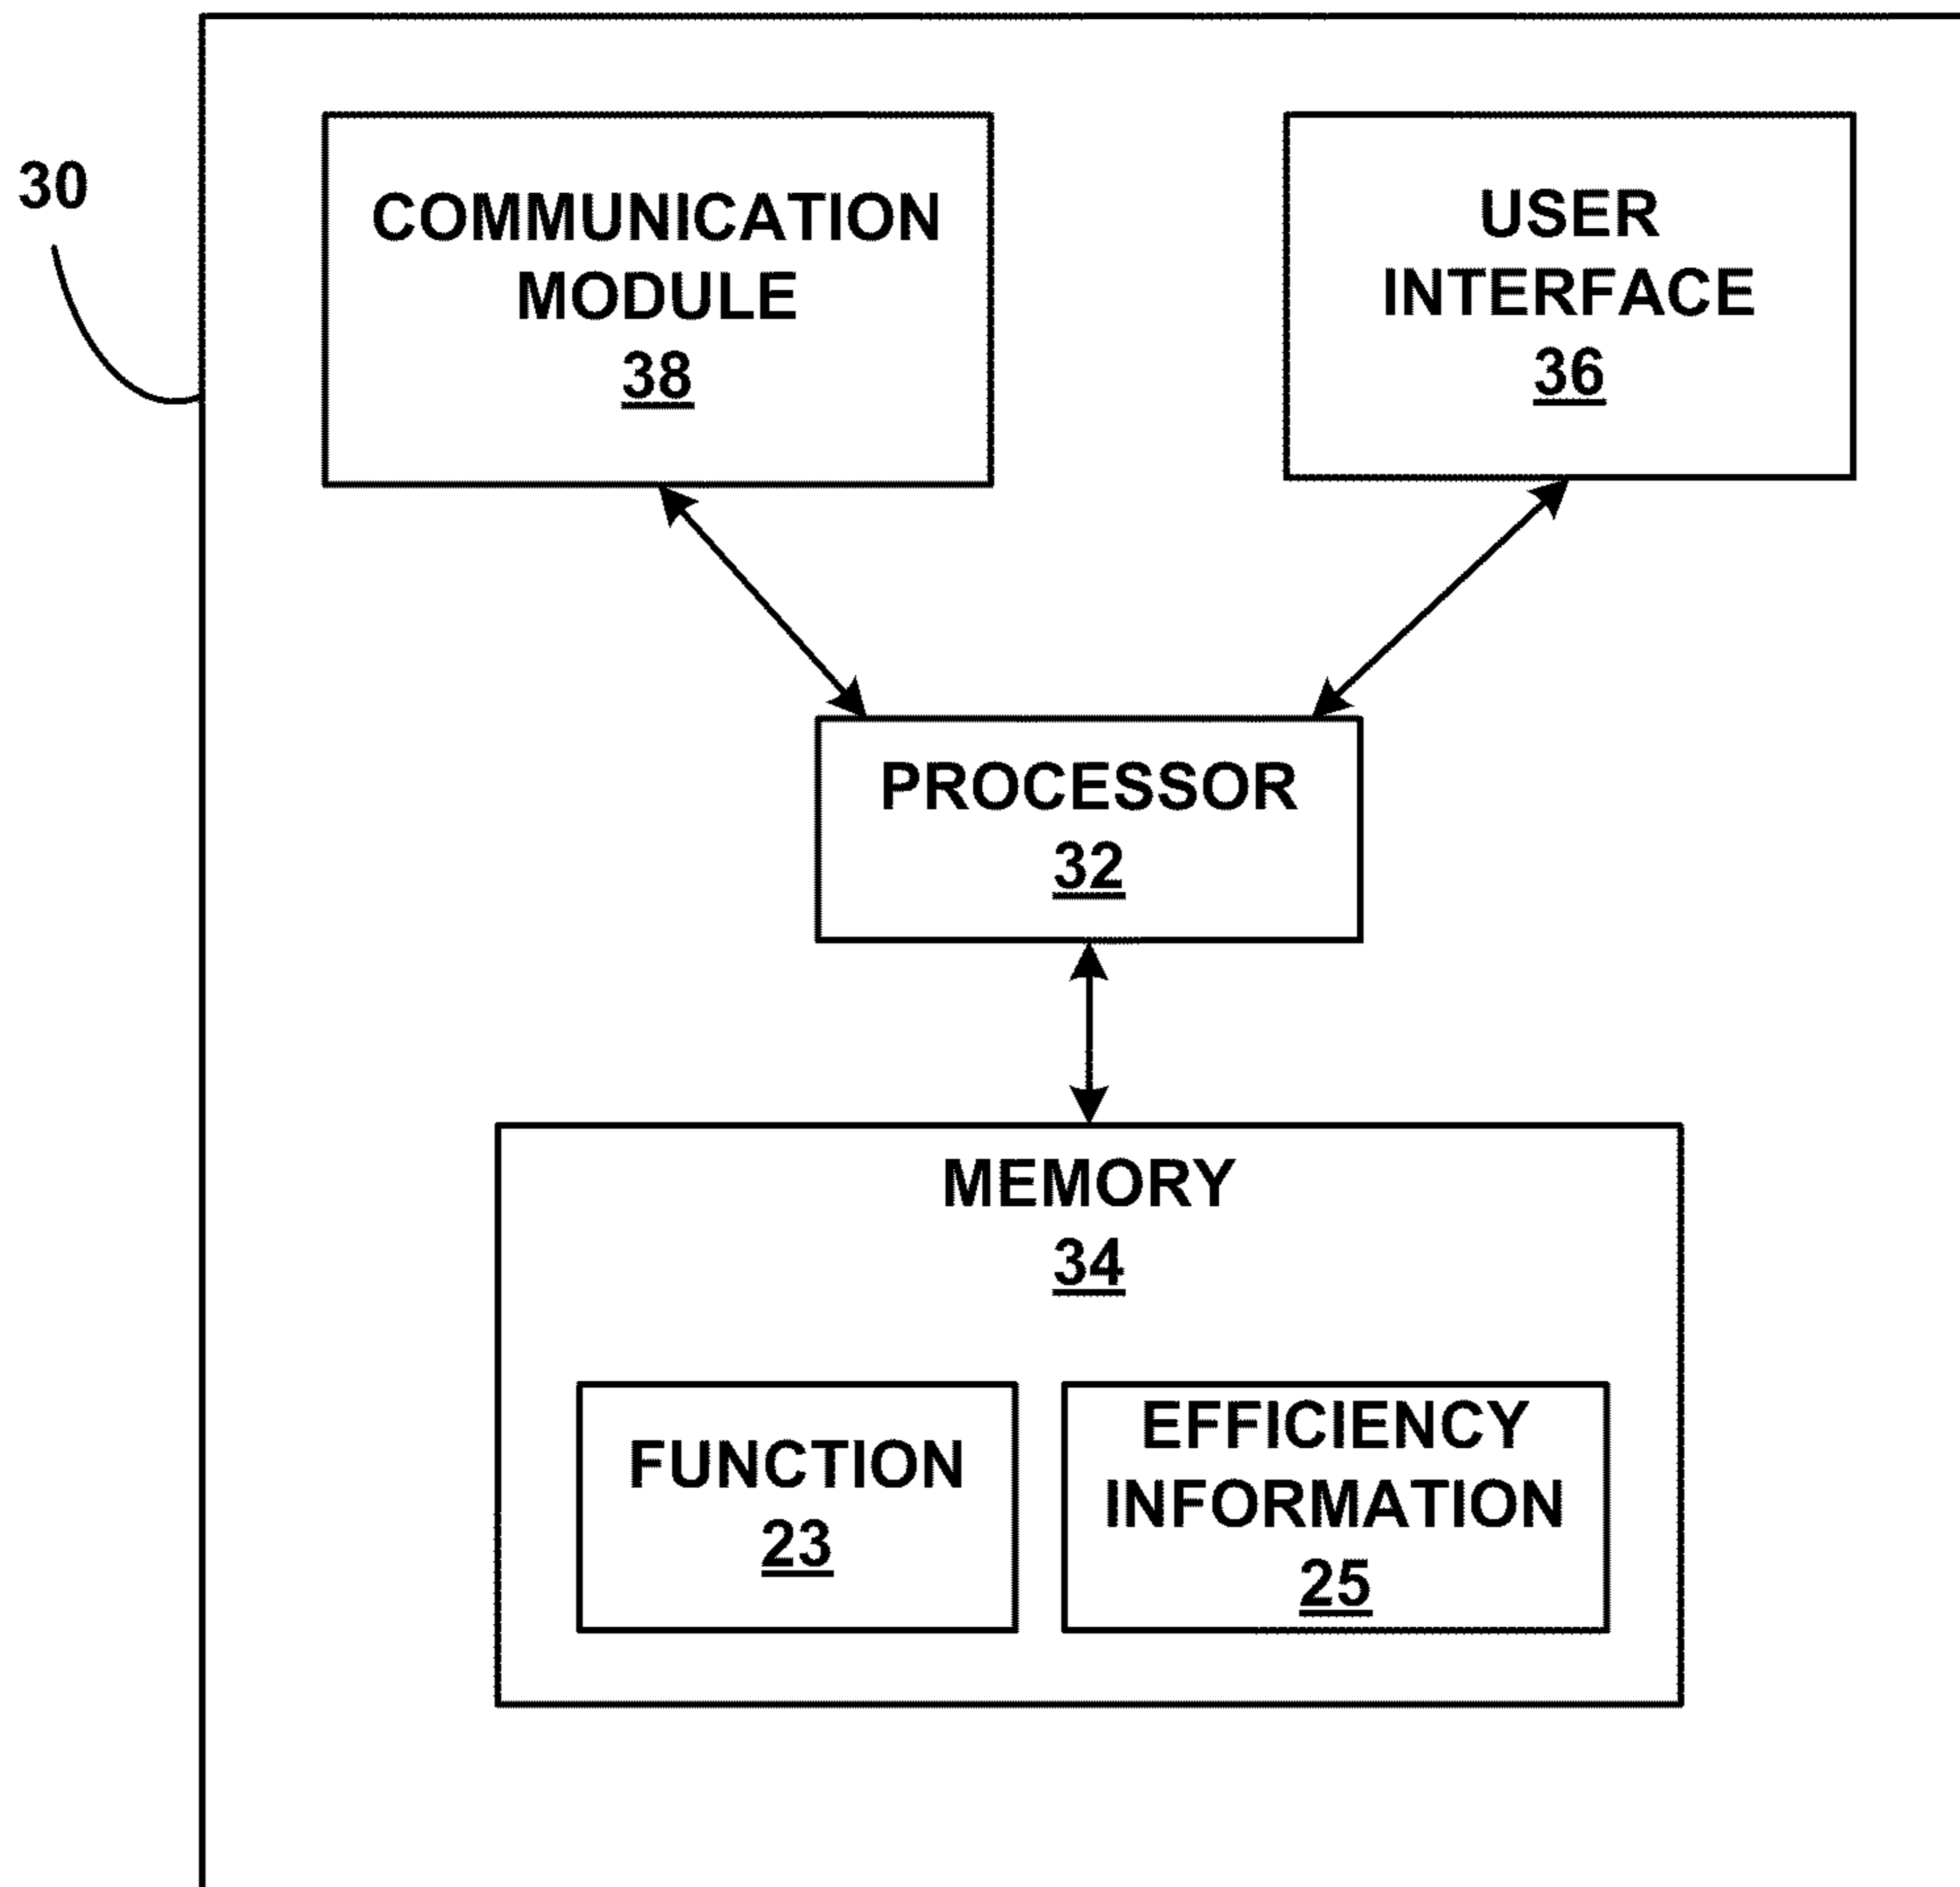 30
COMMUNICATION
MODULE
38
USER
INTERFACE
36
PROCESSOR
32
MEMORY
34
FUNCTION
23
EFFICIENCY
INFORMATION
25